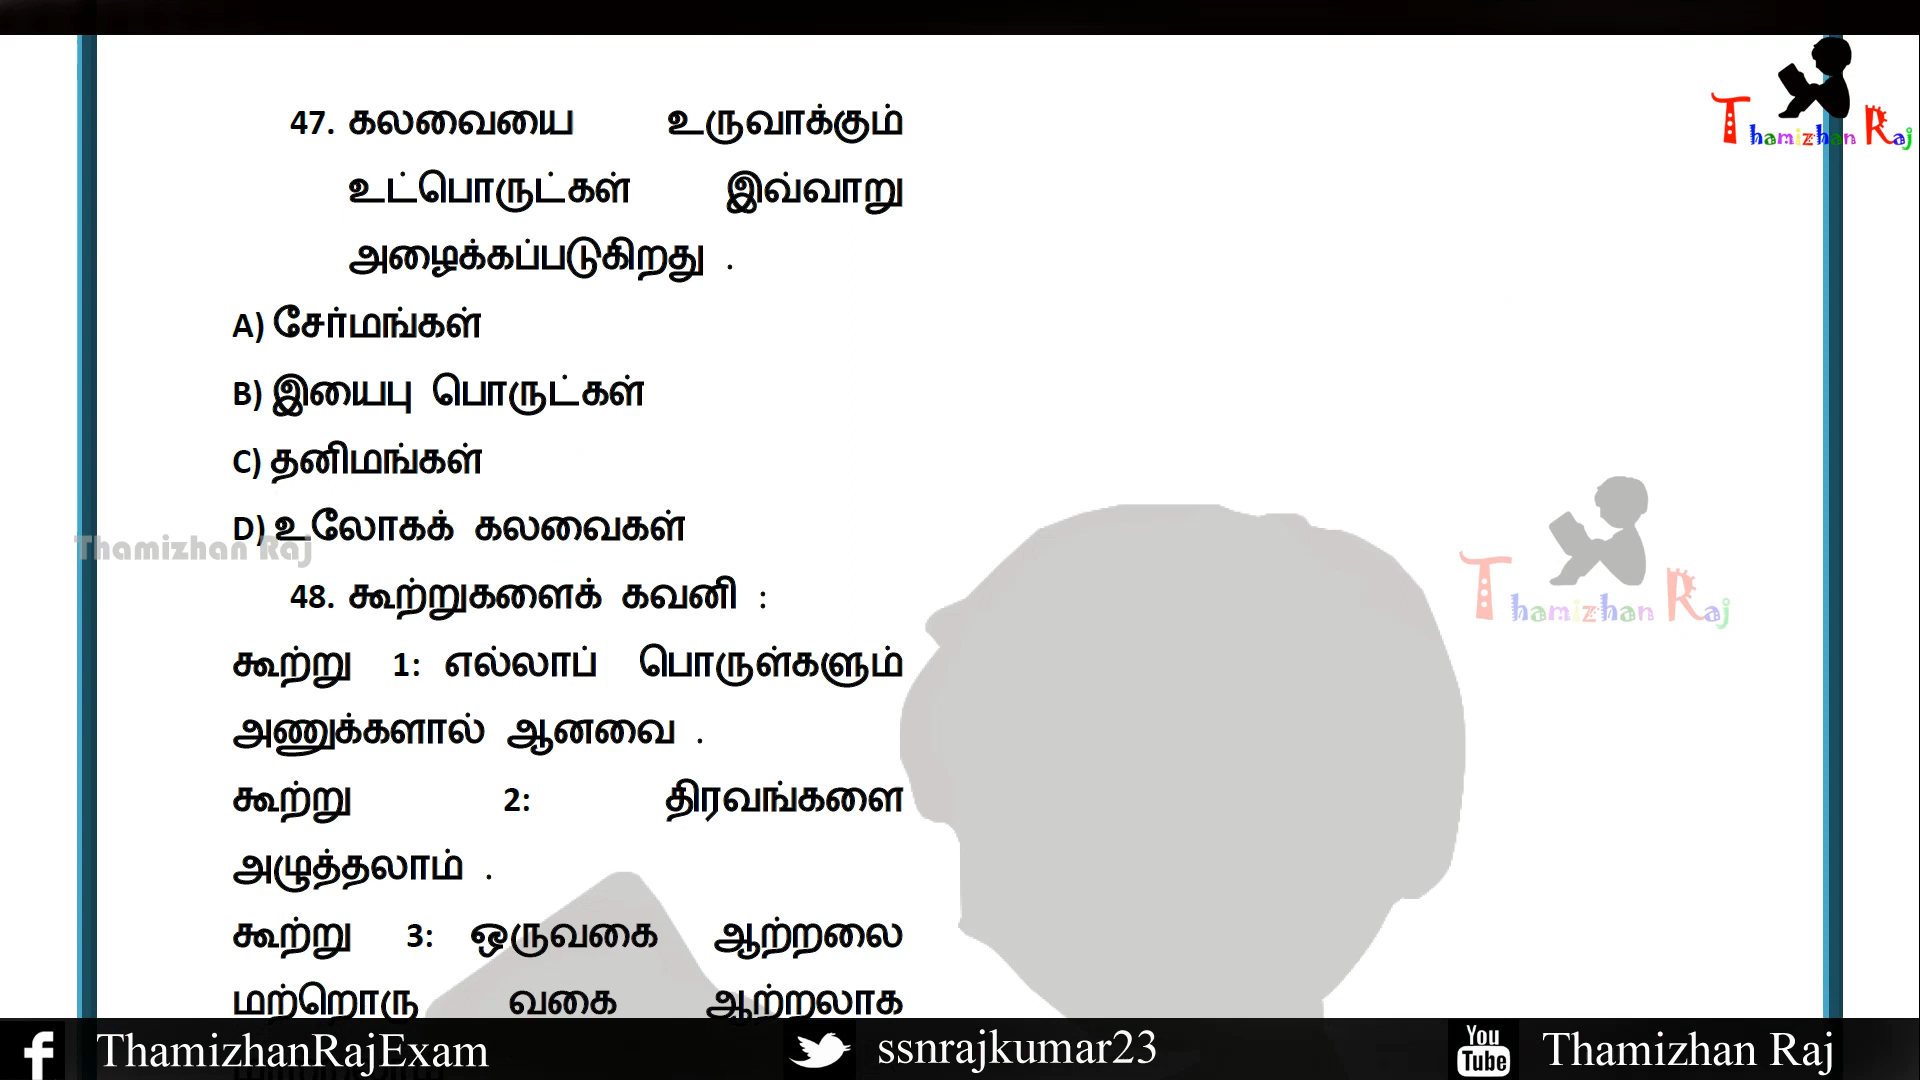 Thamizhan Raj
47. கலவையை உருவாக்கும்
உட்பொருட்கள் இவ்வாறு
அழைக்கப்படுகிறது .
A) சேர்மங்கள்
B) இயைபு பொருட்கள்
C) தனிமங்கள்
D) உலோகக் கலவைகள்
Thamizhan Raj
Thamizhan Raj
48. கூற்றுகளைக் கவனி :
கூற்று 1: எல்லாப் பொருள்களும்
அணுக்களால் ஆனவை .
கூற்று 2: திரவங்களை
அழுத்தலாம் .
கூற்று 3: ஒருவகை ஆற்றலை
மற்றொரு வகை ஆற்றலாக
f ThamizhanRajExam ssnrajkumar23 You Tube Thamizhan Raj